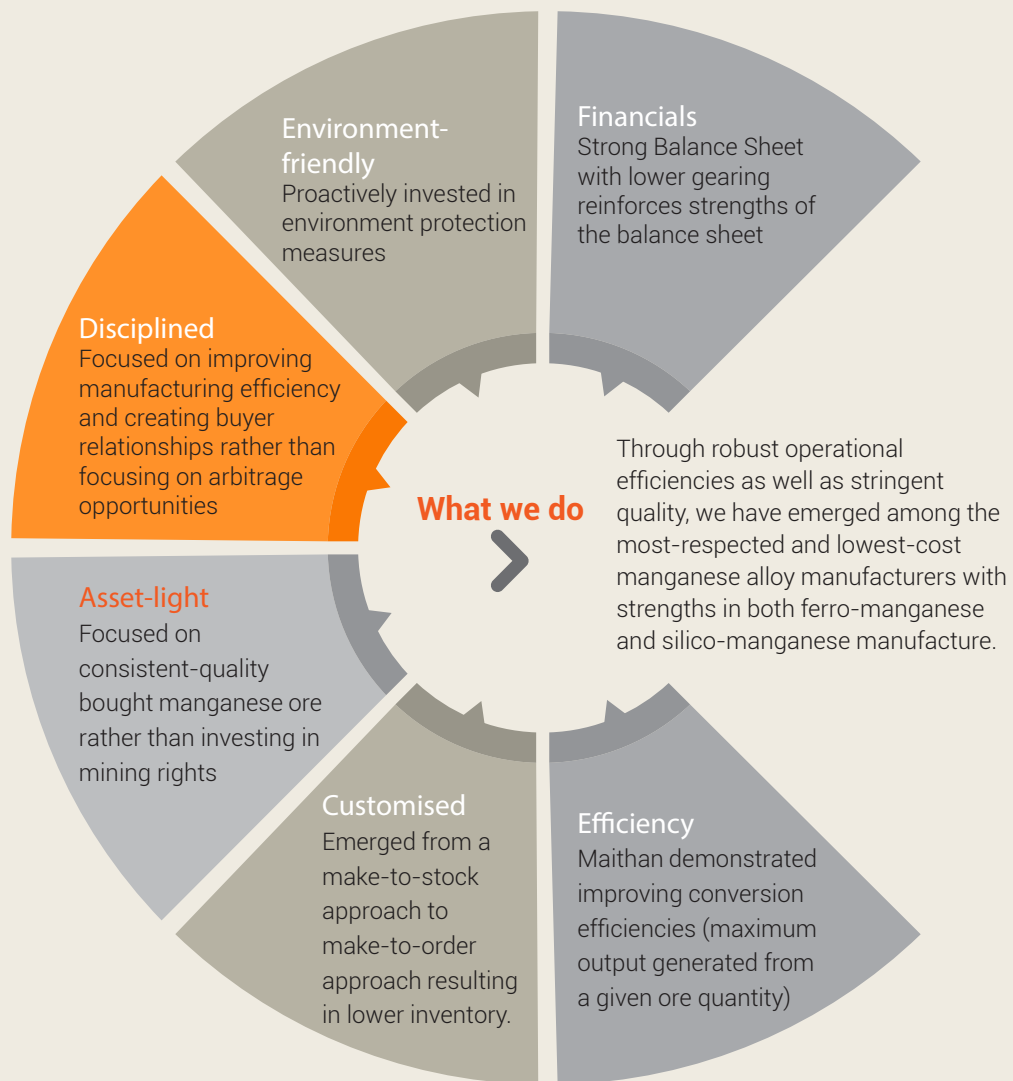 Environment-
friendly
Proactively invested in
environment protection
measures
Financials
Strong Balance Sheet
with lower gearing
reinforces strengths of
the balance sheet
Disciplined
Focused on improving
manufacturing efficiency
and creating buyer
relationships rather than
focusing on arbitrage
opportunities
What we do
Through robust operational
efficiencies as well as stringent
quality, we have emerged among the
most-respected and lowest-cost
manganese alloy manufacturers with
strengths in both ferro-manganese
and silico-manganese manufacture.
Asset-light
Focused on
consistent-quality
bought manganese ore
rather than investing in
mining rights
Customised
Emerged from a
make-to-stock
approach to
make-to-order
approach resulting
in lower inventory.
Efficiency
Maithan demonstrated
improving conversion
efficiencies (maximum
output generated from
a given ore quantity)